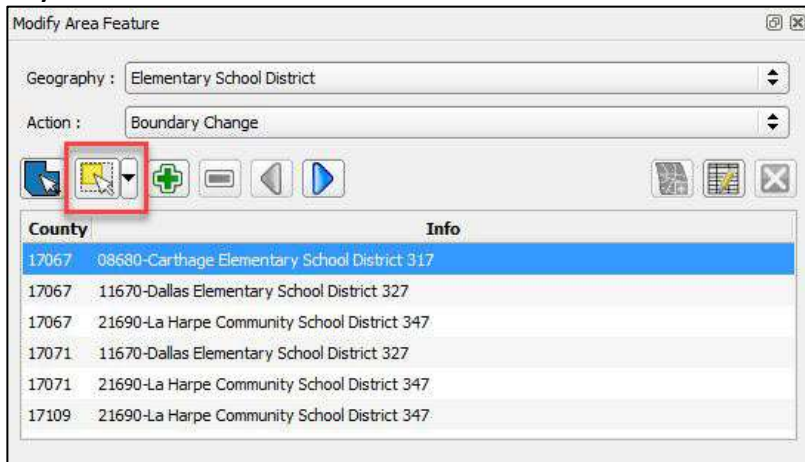 Modify Area Feature
Geography : Elementary School District
Action : Boundary Change
County Info
17067 08680-Carthage Elementary School District 317
17067 11670-Dallas Elementary School District 327
17067 21690-La Harpe Community School District 347
17071 11670-Dallas Elementary School District 327
17071 21690-La Harpe Community School District 347
17109 21690-La Harpe Community School District 347